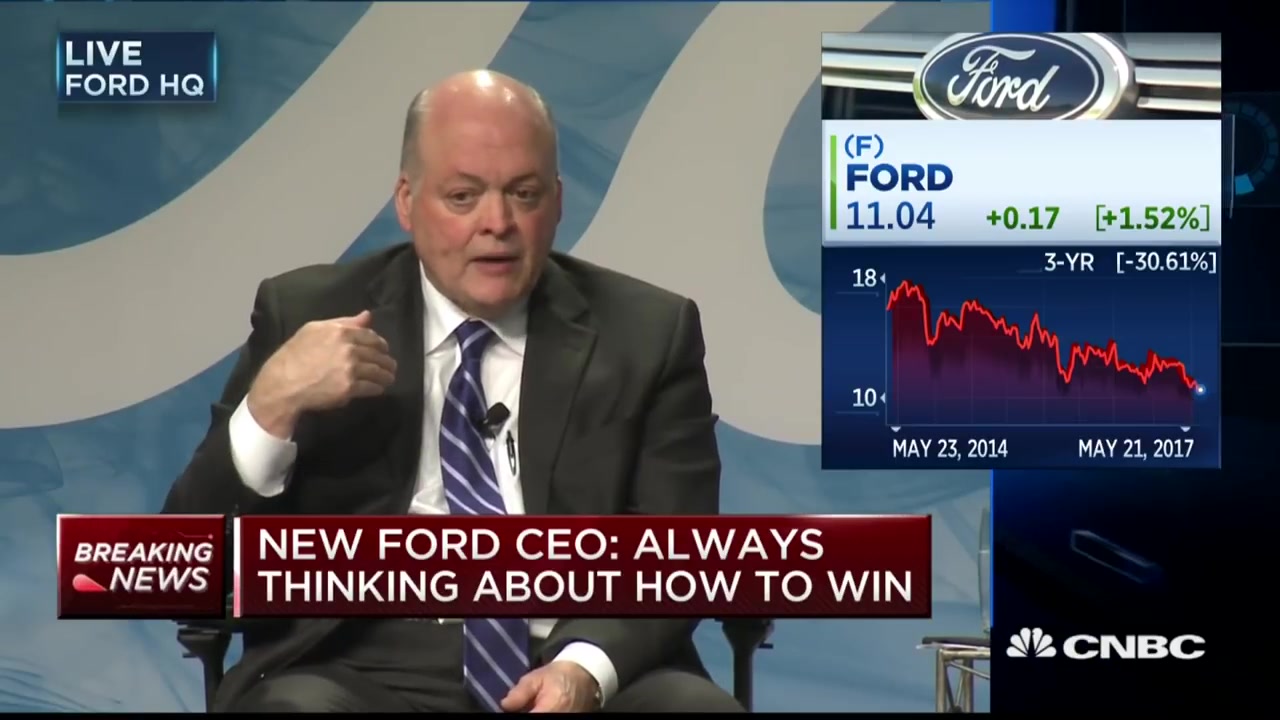 LIVE
FORD HQ
Ford
(F)
FORD
11.04 +0.17 [+1.52%]
3-YR [-30.61%]
18
10
MAY 23, 2014 MAY 21, 2017
BREAKING
NEWS
NEW FORD CEO: ALWAYS
THINKING ABOUT HOW TO WIN
CNBC